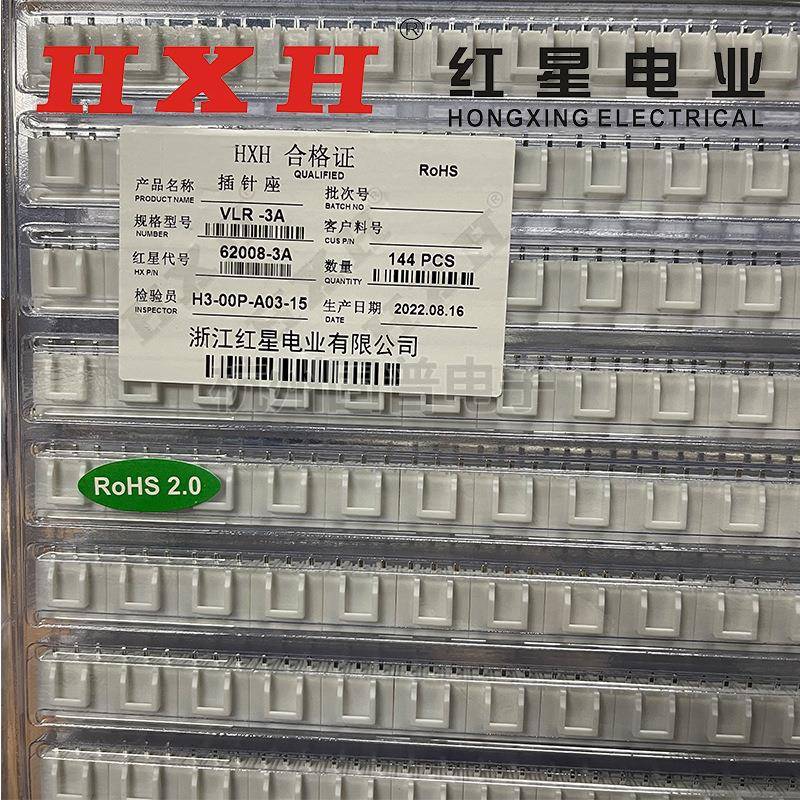 HXH® 红星电业
HONGXING ELECTRICAL
HXH 合格证
QUALIFIED
RoHS
产品名称 插针座
PRODUCT NAME
批次号
BATCH NO
规格型号 VLR -3A
NUMBER
客户料号
CUS P/N
红星代号 62008-3A
HX P/N
数量 144 PCS
QUANTITY
检验员 H3-00P-A03-15
INSPECTOR
生产日期 2022.08.16
DATE
浙江红星电业有限公司
RoHS 2.0